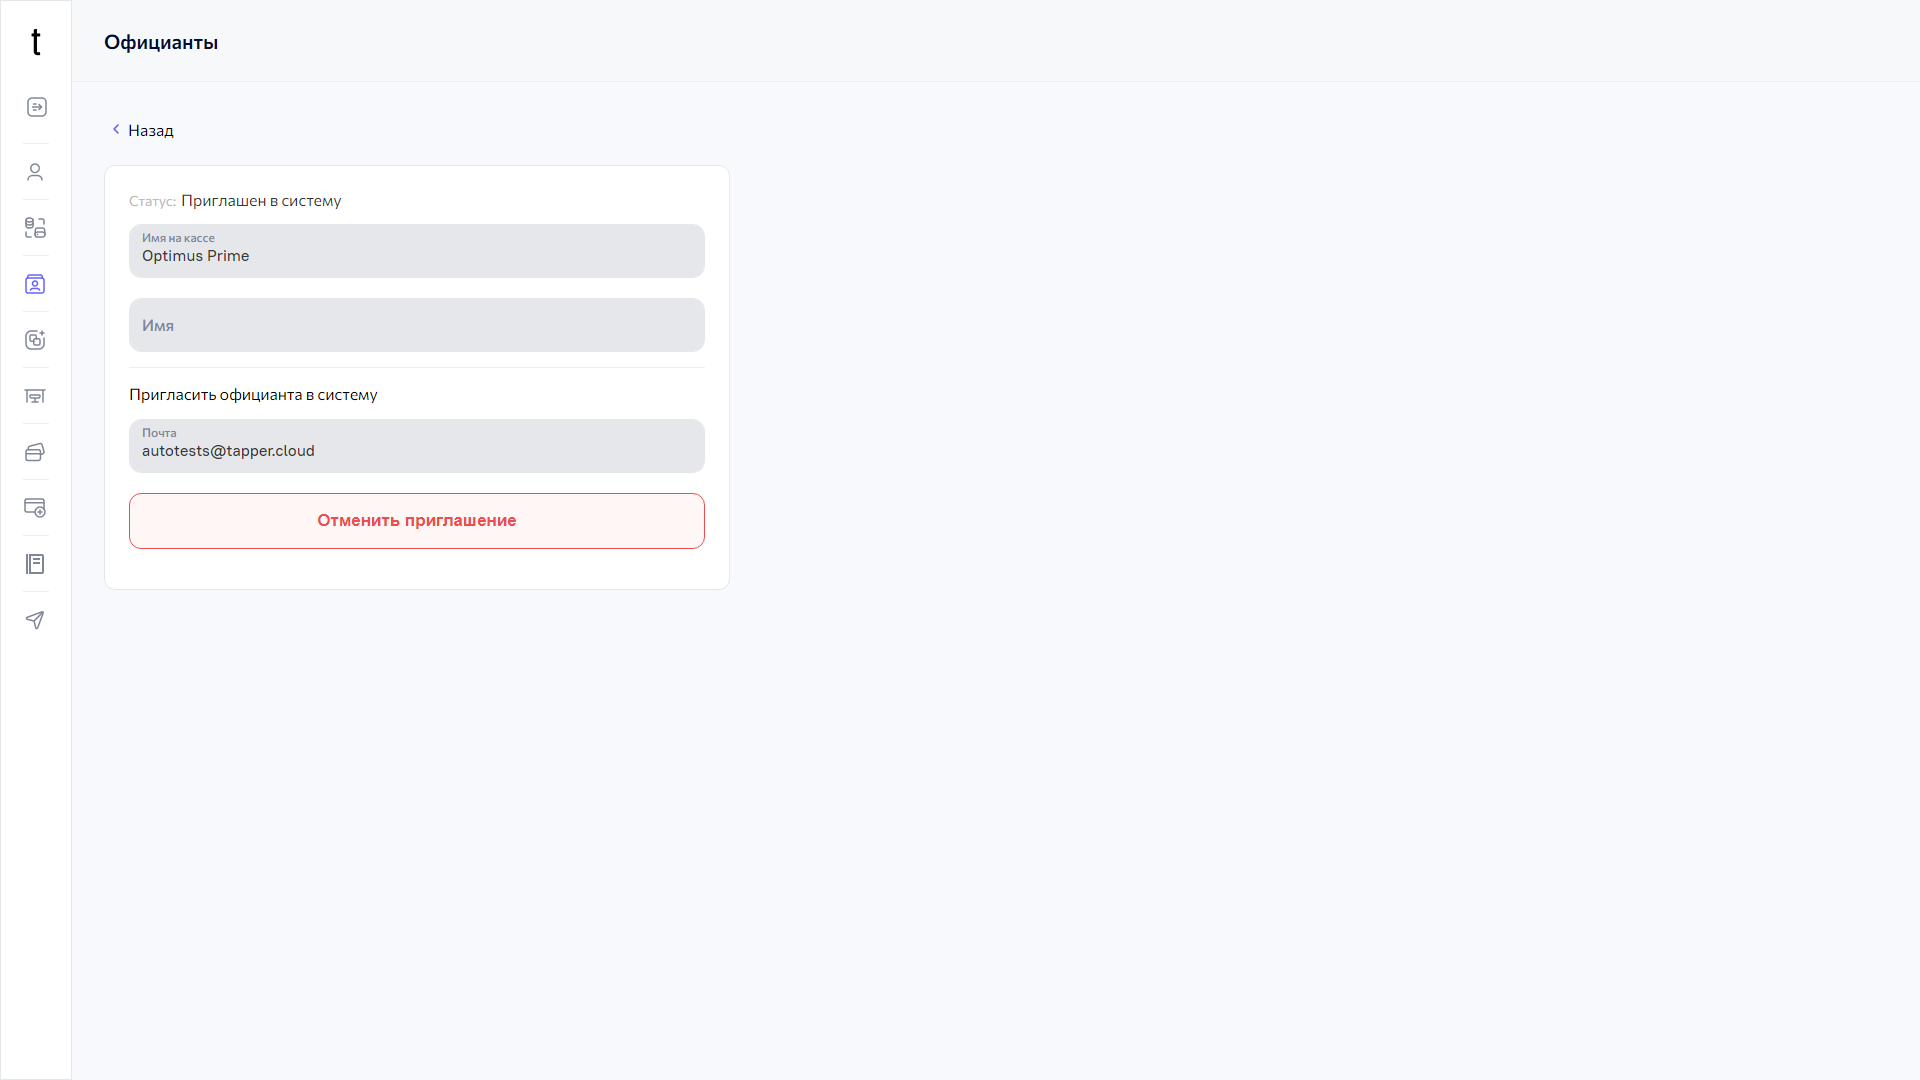 t
Официанты
Назад
Статус: Приглашен в систему
Имя на кассе
Optimus Prime
Имя
Пригласить официанта в систему
Почта
autotests@tapper.cloud
Отменить приглашение